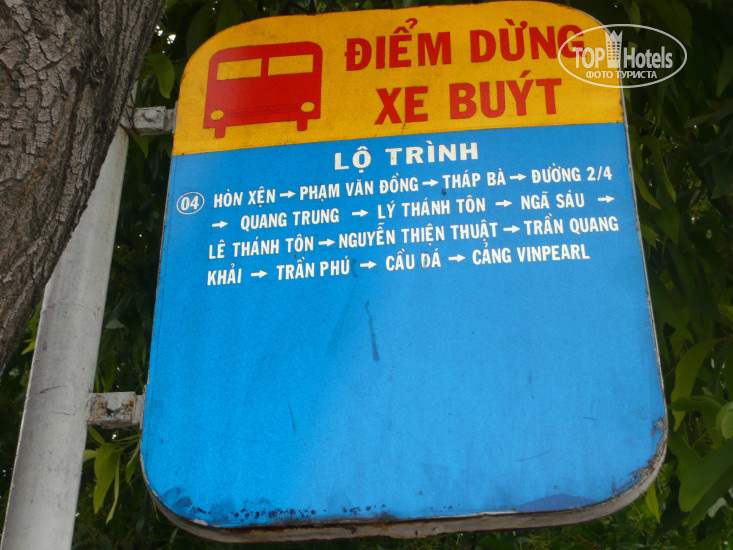 ĐIỂM DỪNG
XE BUÝT
TOP Hotels
ФОТО ТУРИСТА
LỘ TRÌNH
04 HÒN XỆN → PHẠM VĂN ĐỒNG → THÁP BÀ → ĐƯỜNG 2/4
→ QUANG TRUNG → LÝ THÁNH TÔN → NGÃ SÁU →
LÊ THÁNH TÔN → NGUYỄN THIỆN THUẬT → TRẦN QUANG
KHẢI → TRẦN PHÚ → CẦU ĐÁ → CẢNG VINPEARL